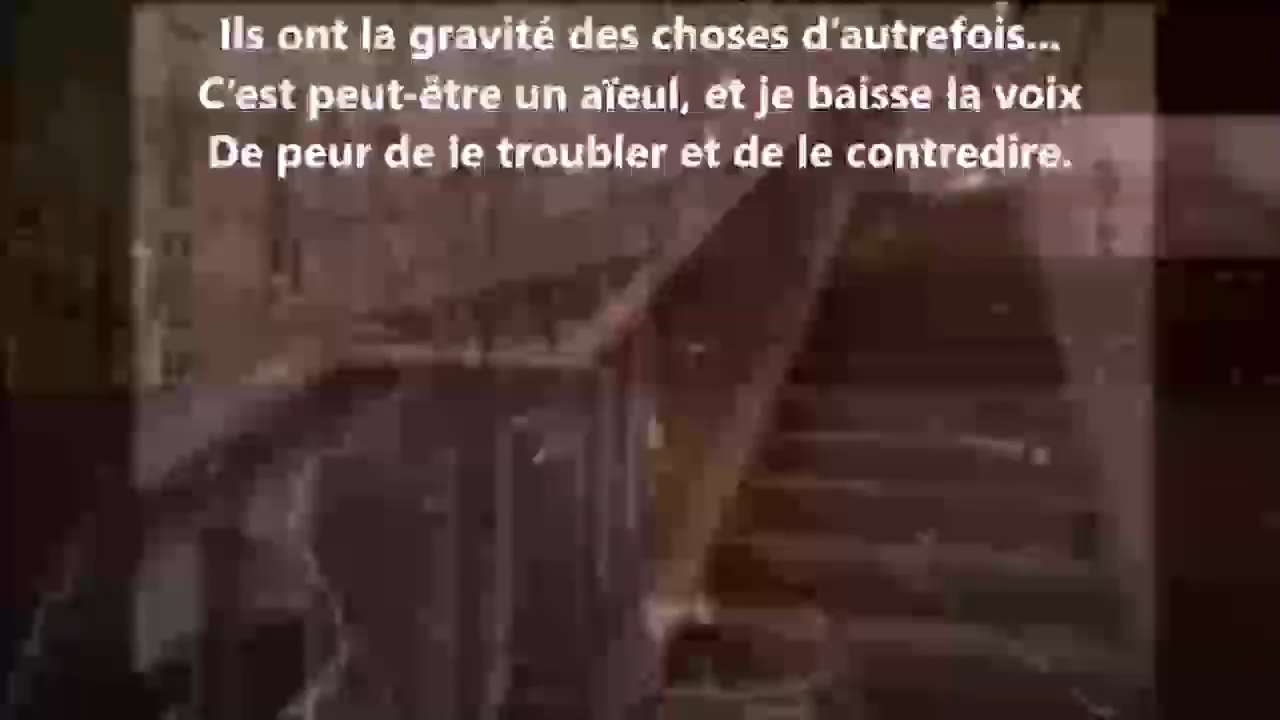 Ils ont la gravité des choses d'autrefois...
C'est peut-être un aïeul, et je baisse la voix
De peur de le troubler et de le contredire.